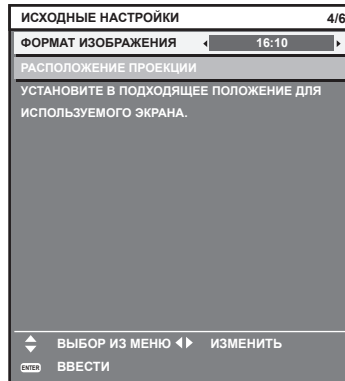 ИСХОДНЫЕ НАСТРОЙКИ 4/6
ФОРМАТ ИЗОБРАЖЕНИЯ 16:10
РАСПОЛОЖЕНИЕ ПРОЕКЦИИ
УСТАНОВИТЕ В ПОДХОДЯЩЕЕ ПОЛОЖЕНИЕ ДЛЯ
ИСПОЛЬЗУЕМОГО ЭКРАНА.
ВЫБОР ИЗ МЕНЮ ИЗМЕНИТЬ
ENTER ВВЕСТИ